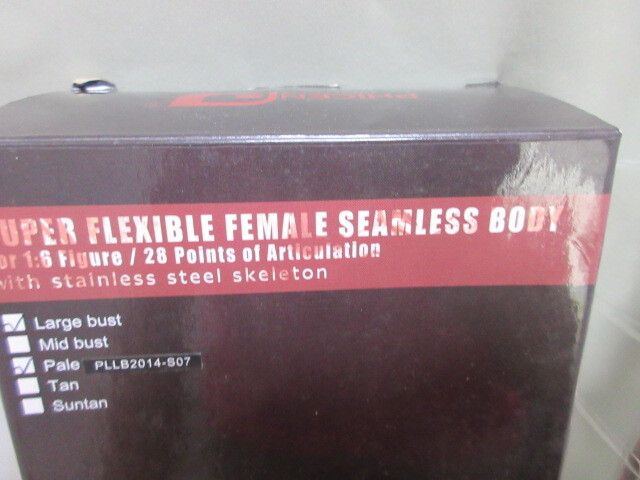 PHICEN
UPER FLEXIBLE FEMALE SEAMLESS BODY
or 1:6 Figure / 28 Points of Articulation
with stainless steel skeleton
Large bust
Mid bust
Pale PLLB2014-S07
Tan
Suntan